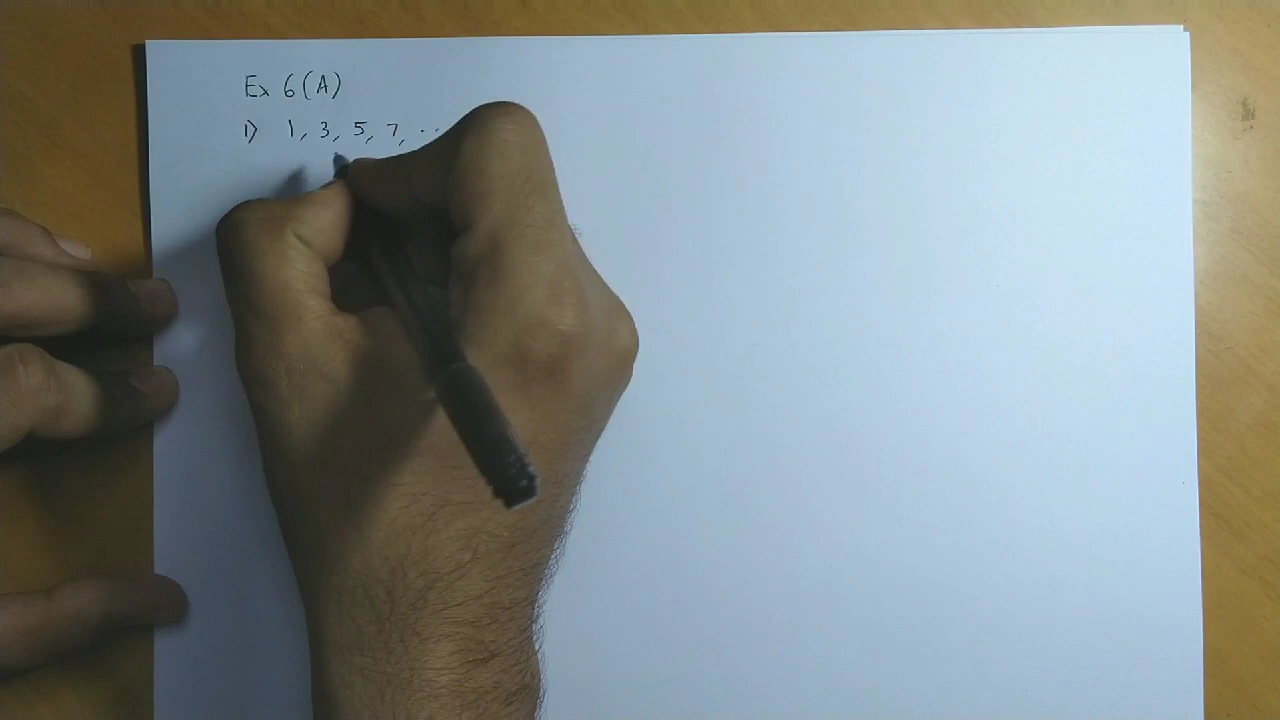 Ex 6(A)
1) 1, 3, 5, 7, ..